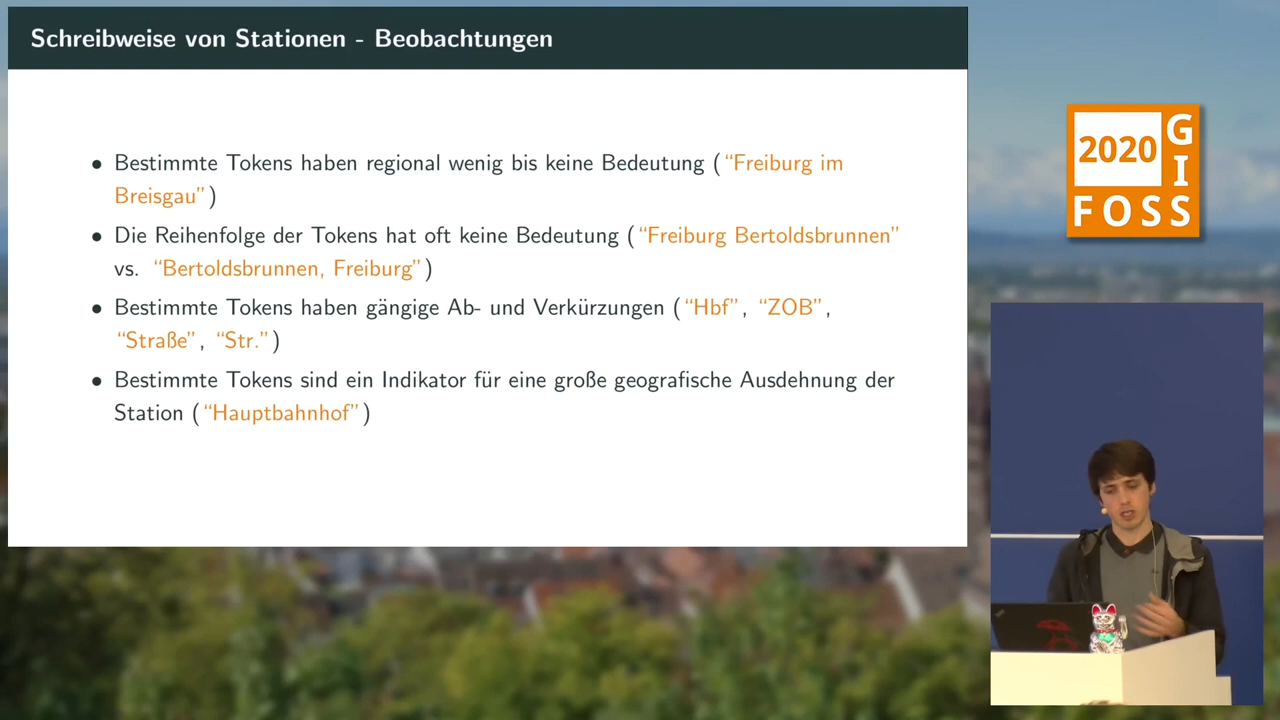 Schreibweise von Stationen - Beobachtungen
• Bestimmte Tokens haben regional wenig bis keine Bedeutung (“Freiburg im
Breisgau”)
• Die Reihenfolge der Tokens hat oft keine Bedeutung (“Freiburg Bertoldsbrunnen”
vs. “Bertoldsbrunnen, Freiburg”)
• Bestimmte Tokens haben gängige Ab- und Verkürzungen (“Hbf”, “ZOB”,
“Straße”, “Str.”)
• Bestimmte Tokens sind ein Indikator für eine große geografische Ausdehnung der
Station (“Hauptbahnhof”)
2020
GI
FOSS